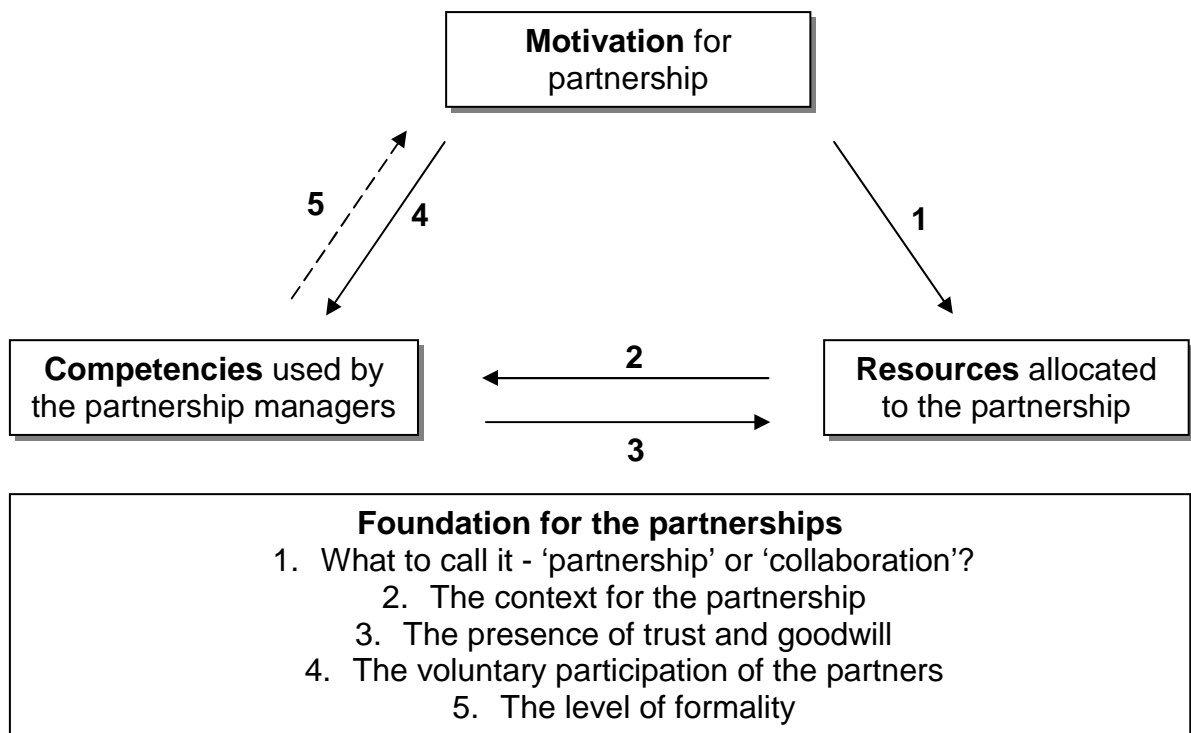 Motivation for
partnership
5
4
1
Competencies used by
the partnership managers
2
3
Resources allocated
to the partnership
Foundation for the partnerships
1. What to call it - ‘partnership’ or ‘collaboration’?
2. The context for the partnership
3. The presence of trust and goodwill
4. The voluntary participation of the partners
5. The level of formality